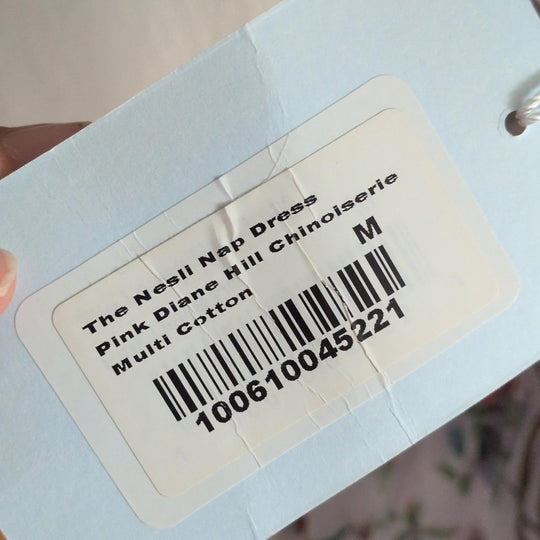 The Nesli Nap Dress
Pink Diane Hill Chinoiserie
Multi Cotton
M
100610045221